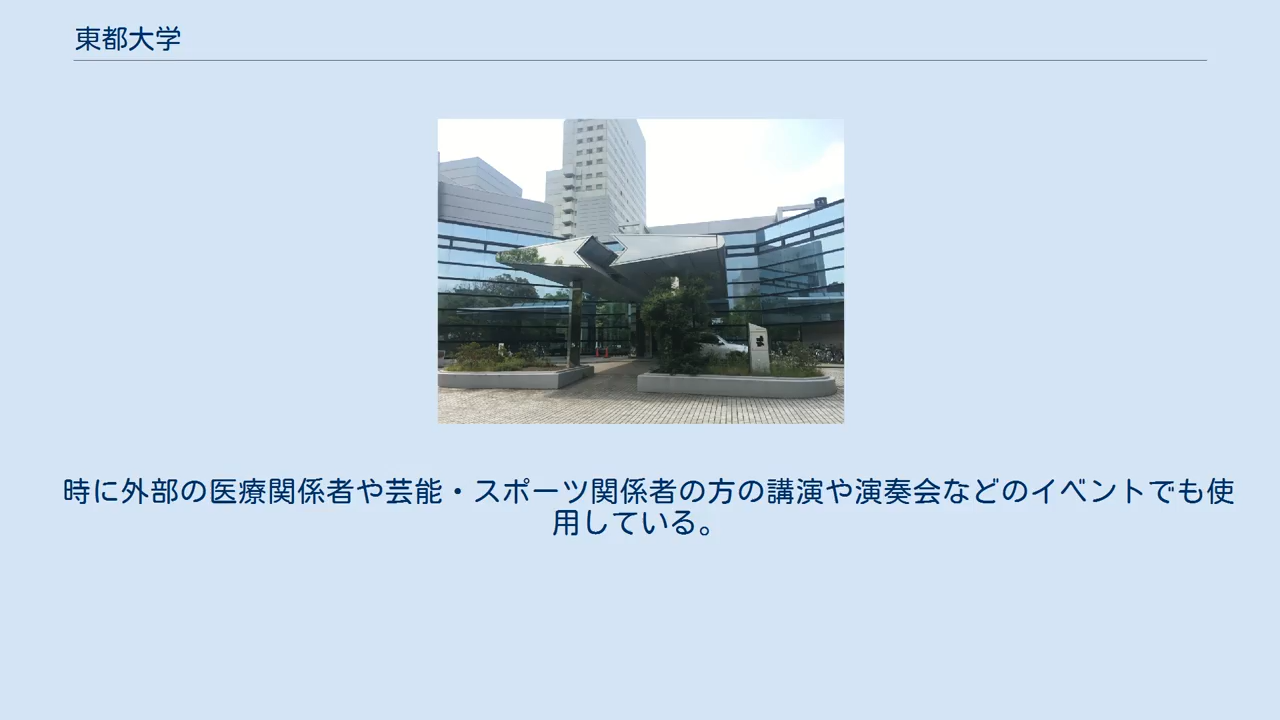 東都大学
時に外部の医療関係者や芸能・スポーツ関係者の方の講演や演奏会などのイベントでも使
用している。